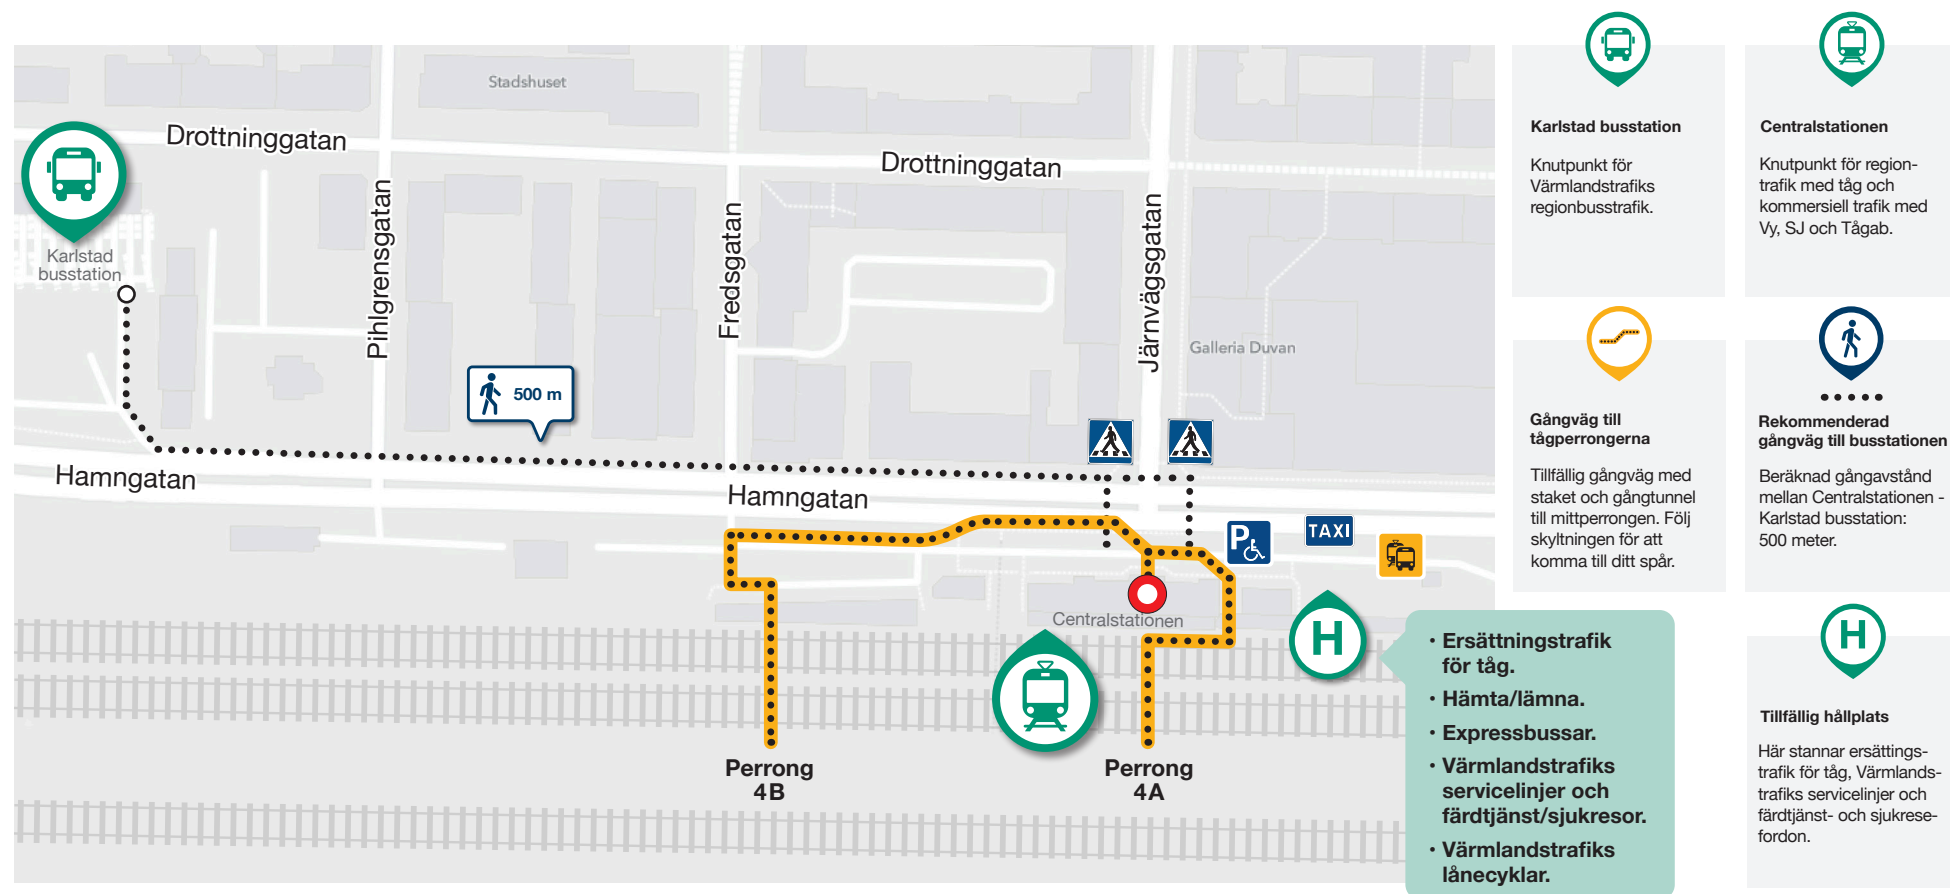 Stadshuset
Drottninggatan
Drottninggatan
Karlstad
busstation
Pihlgrensgatan
Fredsgatan
Järnvägsgatan
Galleria Duvan
500 m
Hamngatan
Hamngatan
P
TAXI
Centralstationen
H
Perrong
4B
Perrong
4A
• Ersättningstrafik
för tåg.
• Hämta/lämna.
• Expressbussar.
• Värmlandstrafiks
servicelinjer och
färdtjänst/sjukresor.
• Värmlandstrafiks
lånecyklar.
Karlstad busstation
Knutpunkt för
Värmlandstrafiks
regionbusstrafik.
Centralstationen
Knutpunkt för region-
trafik med tåg och
kommersiell trafik med
Vy, SJ och Tågab.
Gångväg till
tågperrongerna
Tillfällig gångväg med
staket och gångtunnel
till mittperrongen. Följ
skyltningen för att
komma till ditt spår.
Rekommenderad
gångväg till busstationen
Beräknad gångavstånd
mellan Centralstationen -
Karlstad busstation:
500 meter.
H
Tillfällig hållplats
Här stannar ersättings-
trafik för tåg, Värmlands-
trafiks servicelinjer och
färdtjänst- och sjukrese-
fordon.